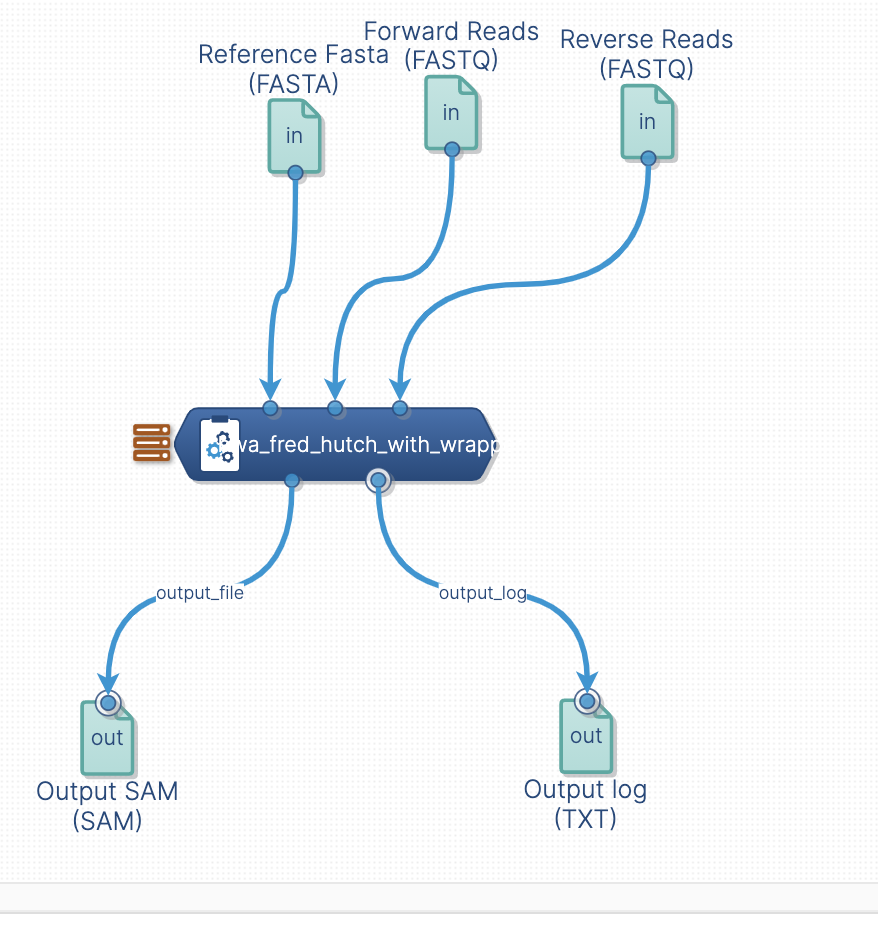 Forward Reads
(FASTQ)
Reverse Reads
(FASTQ)
Reference Fasta
(FASTA)
in
in
in
wa_fred_hutch_with_wrapp
output_file
output_log
out
out
Output SAM
(SAM)
Output log
(TXT)